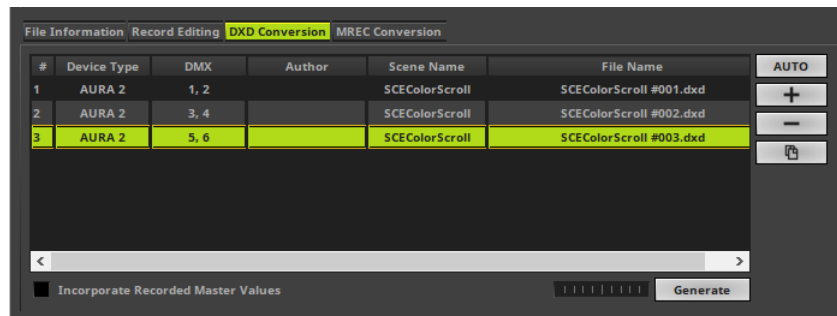 File Information Record Editing DXD Conversion MREC Conversion
# Device Type DMX Author Scene Name File Name AUTO
1 AURA 2 1, 2 SCEColorScroll SCEColorScroll #001.dxd
2 AURA 2 3, 4 SCEColorScroll SCEColorScroll #002.dxd
3 AURA 2 5, 6 SCEColorScroll SCEColorScroll #003.dxd
Incorporate Recorded Master Values Generate